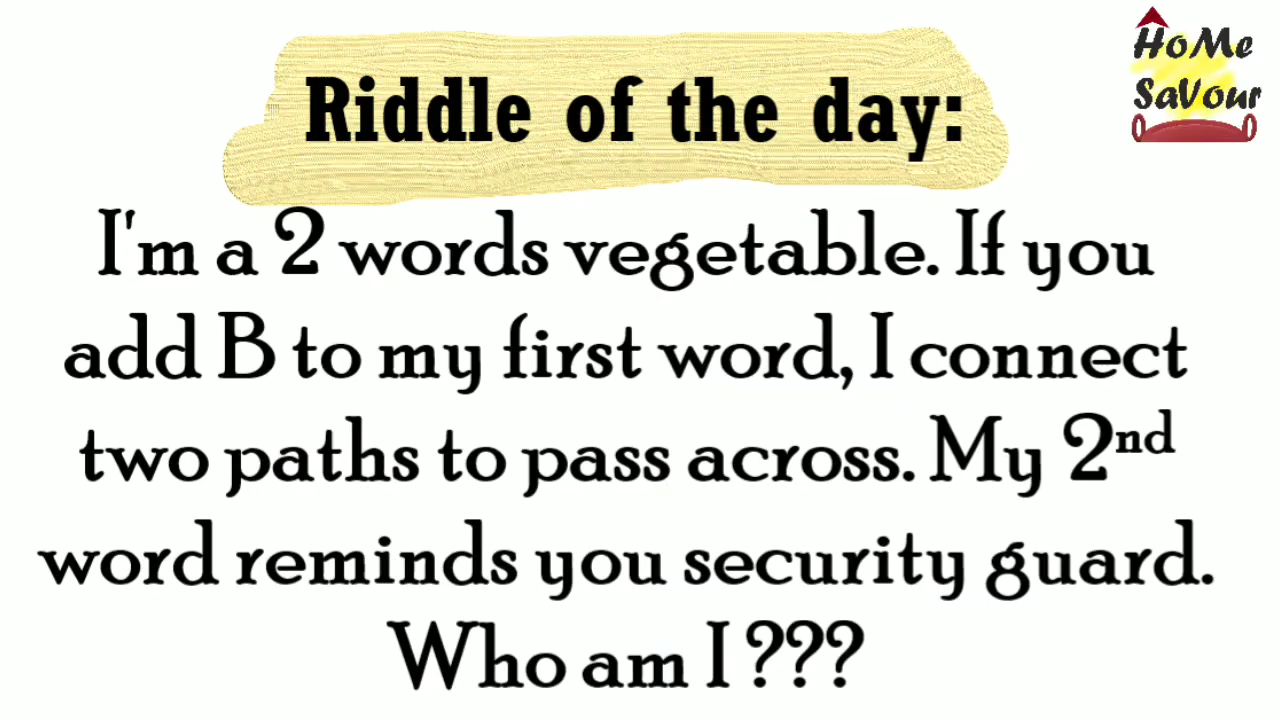 HoMe
SaVour
Riddle of the day:
I'm a 2 words vegetable. If you
add B to my first word, I connect
two paths to pass across. My 2nd
word reminds you security guard.
Who am I ???